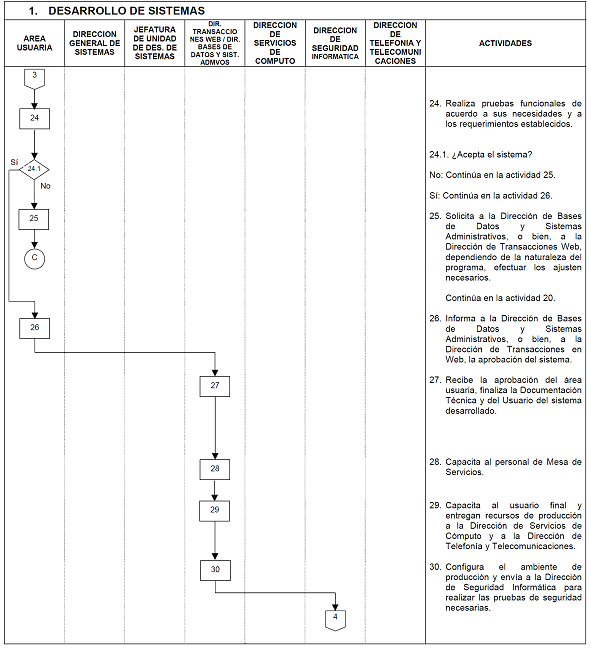 1. DESARROLLO DE SISTEMAS
AREA
USUARIA
DIRECCION
GENERAL DE
SISTEMAS
JEFATURA
DE UNIDAD
DE DES. DE
SISTEMAS
DIR.
TRANSACCIO
NES WEB / DIR.
BASES DE
DATOS Y SIST.
ADMVOS
DIRECCION
DE
SERVICIOS
DE
COMPUTO
DIRECCION
DE
SEGURIDAD
INFORMATICA
DIRECCION
DE
TELEFONIA Y
TELECOMUNI
CACIONES
ACTIVIDADES
3
24
Sí
24.1
No
25
C
26
27
28
29
30
4
24. Realiza pruebas funcionales de
acuerdo a sus necesidades y a
los requerimientos establecidos.
24.1. ¿Acepta el sistema?
No: Continúa en la actividad 25.
Sí: Continúa en la actividad 26.
25. Solicita a la Dirección de Bases
de Datos y Sistemas
Administrativos, o bien, a la
Dirección de Transacciones Web,
dependiendo de la naturaleza del
programa, efectuar los ajusten
necesarios.
Continúa en la actividad 20.
26. Informa a la Dirección de Bases
de Datos y Sistemas
Administrativos, o bien, a la
Dirección de Transacciones en
Web, la aprobación del sistema.
27. Recibe la aprobación del área
usuaria, finaliza la Documentación
Técnica y del Usuario del sistema
desarrollado.
28. Capacita al personal de Mesa de
Servicios.
29. Capacita al usuario final y
entregan recursos de producción
a la Dirección de Servicios de
Cómputo y a la Dirección de
Telefonía y Telecomunicaciones.
30. Configura el ambiente de
producción y envía a la Dirección
de Seguridad Informática para
realizar las pruebas de seguridad
necesarias.